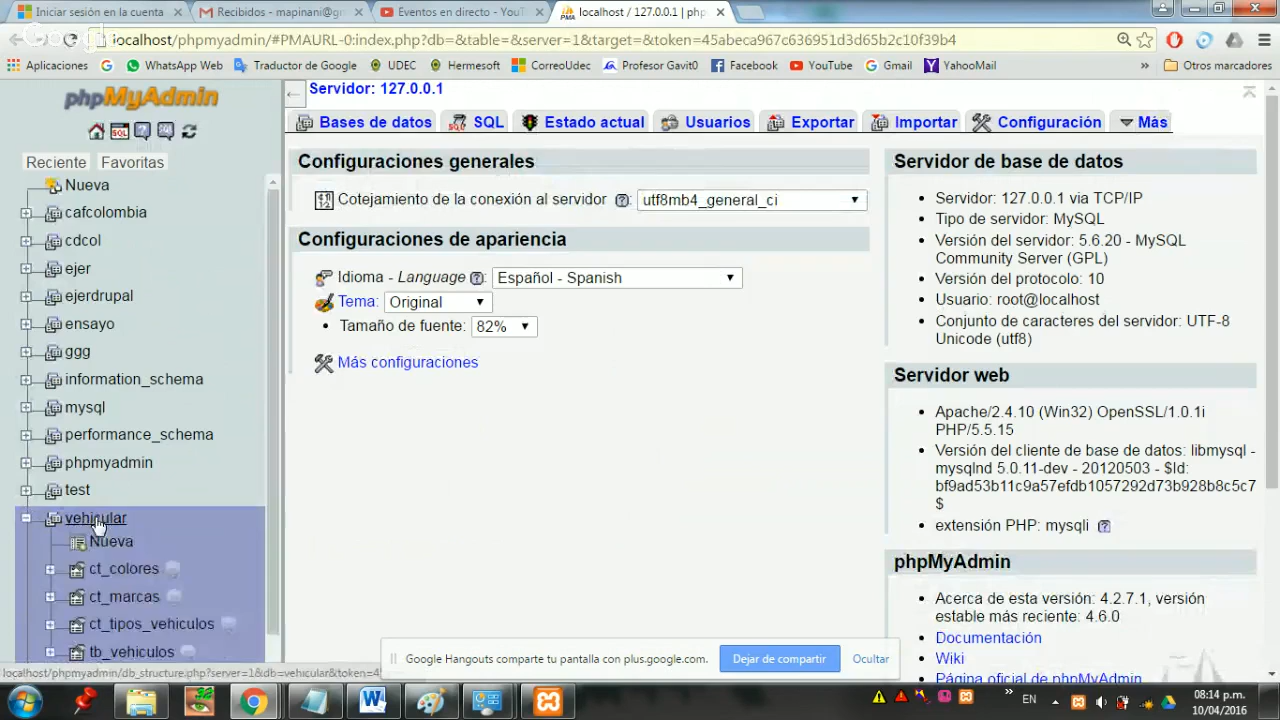 Iniciar sesión en la cuenta
Recibidos - mapinani@g
Eventos en directo - YouT
localhost / 127.0.0.1 | php
localhost/phpmyadmin/#PMAURL-0:index.php?db=&table=&server=1&target=&token=45abeca967c636951d3d65b2c10f39b4
Aplicaciones
WhatsApp Web
Traductor de Google
UDEC
Hermesoft
CorreoUdec
Profesor Gavit0
Facebook
YouTube
Gmail
YahooMail
»
Otros marcadores
phpMyAdmin
Reciente
Favoritas
Nueva
cafcolombia
cdcol
ejer
ejerdrupal
ensayo
ggg
information_schema
mysql
performance_schema
phpmyadmin
test
vehicular
Nueva
ct_colores
ct_marcas
ct_tipos_vehiculos
tb_vehiculos
Servidor: 127.0.0.1
Bases de datos
SQL
Estado actual
Usuarios
Exportar
Importar
Configuración
Más
Configuraciones generales
Cotejamiento de la conexión al servidor : utf8mb4_general_ci
Configuraciones de apariencia
Idioma - Language : Español - Spanish
Tema: Original
• Tamaño de fuente: 82%
Más configuraciones
Servidor de base de datos
• Servidor: 127.0.0.1 via TCP/IP
• Tipo de servidor: MySQL
• Versión del servidor: 5.6.20 - MySQL
Community Server (GPL)
• Versión del protocolo: 10
• Usuario: root@localhost
• Conjunto de caracteres del servidor: UTF-8
Unicode (utf8)
Servidor web
• Apache/2.4.10 (Win32) OpenSSL/1.0.1i
PHP/5.5.15
• Versión del cliente de base de datos: libmysql -
mysqlnd 5.0.11-dev - 20120503 - $Id:
bf9ad53b11c9a57efdb1057292d73b928b8c5c7
$
• extensión PHP: mysqli
phpMyAdmin
• Acerca de esta versión: 4.2.7.1, versión
estable más reciente: 4.6.0
• Documentación
• Wiki
• Página oficial de phpMyAdmin
Google Hangouts comparte tu pantalla con plus.google.com.
Dejar de compartir
Ocultar
localhost/phpmyadmin/db_structure.php?server=1&db=vehicular&token=4
»
EN
08:14 p.m.
10/04/2016